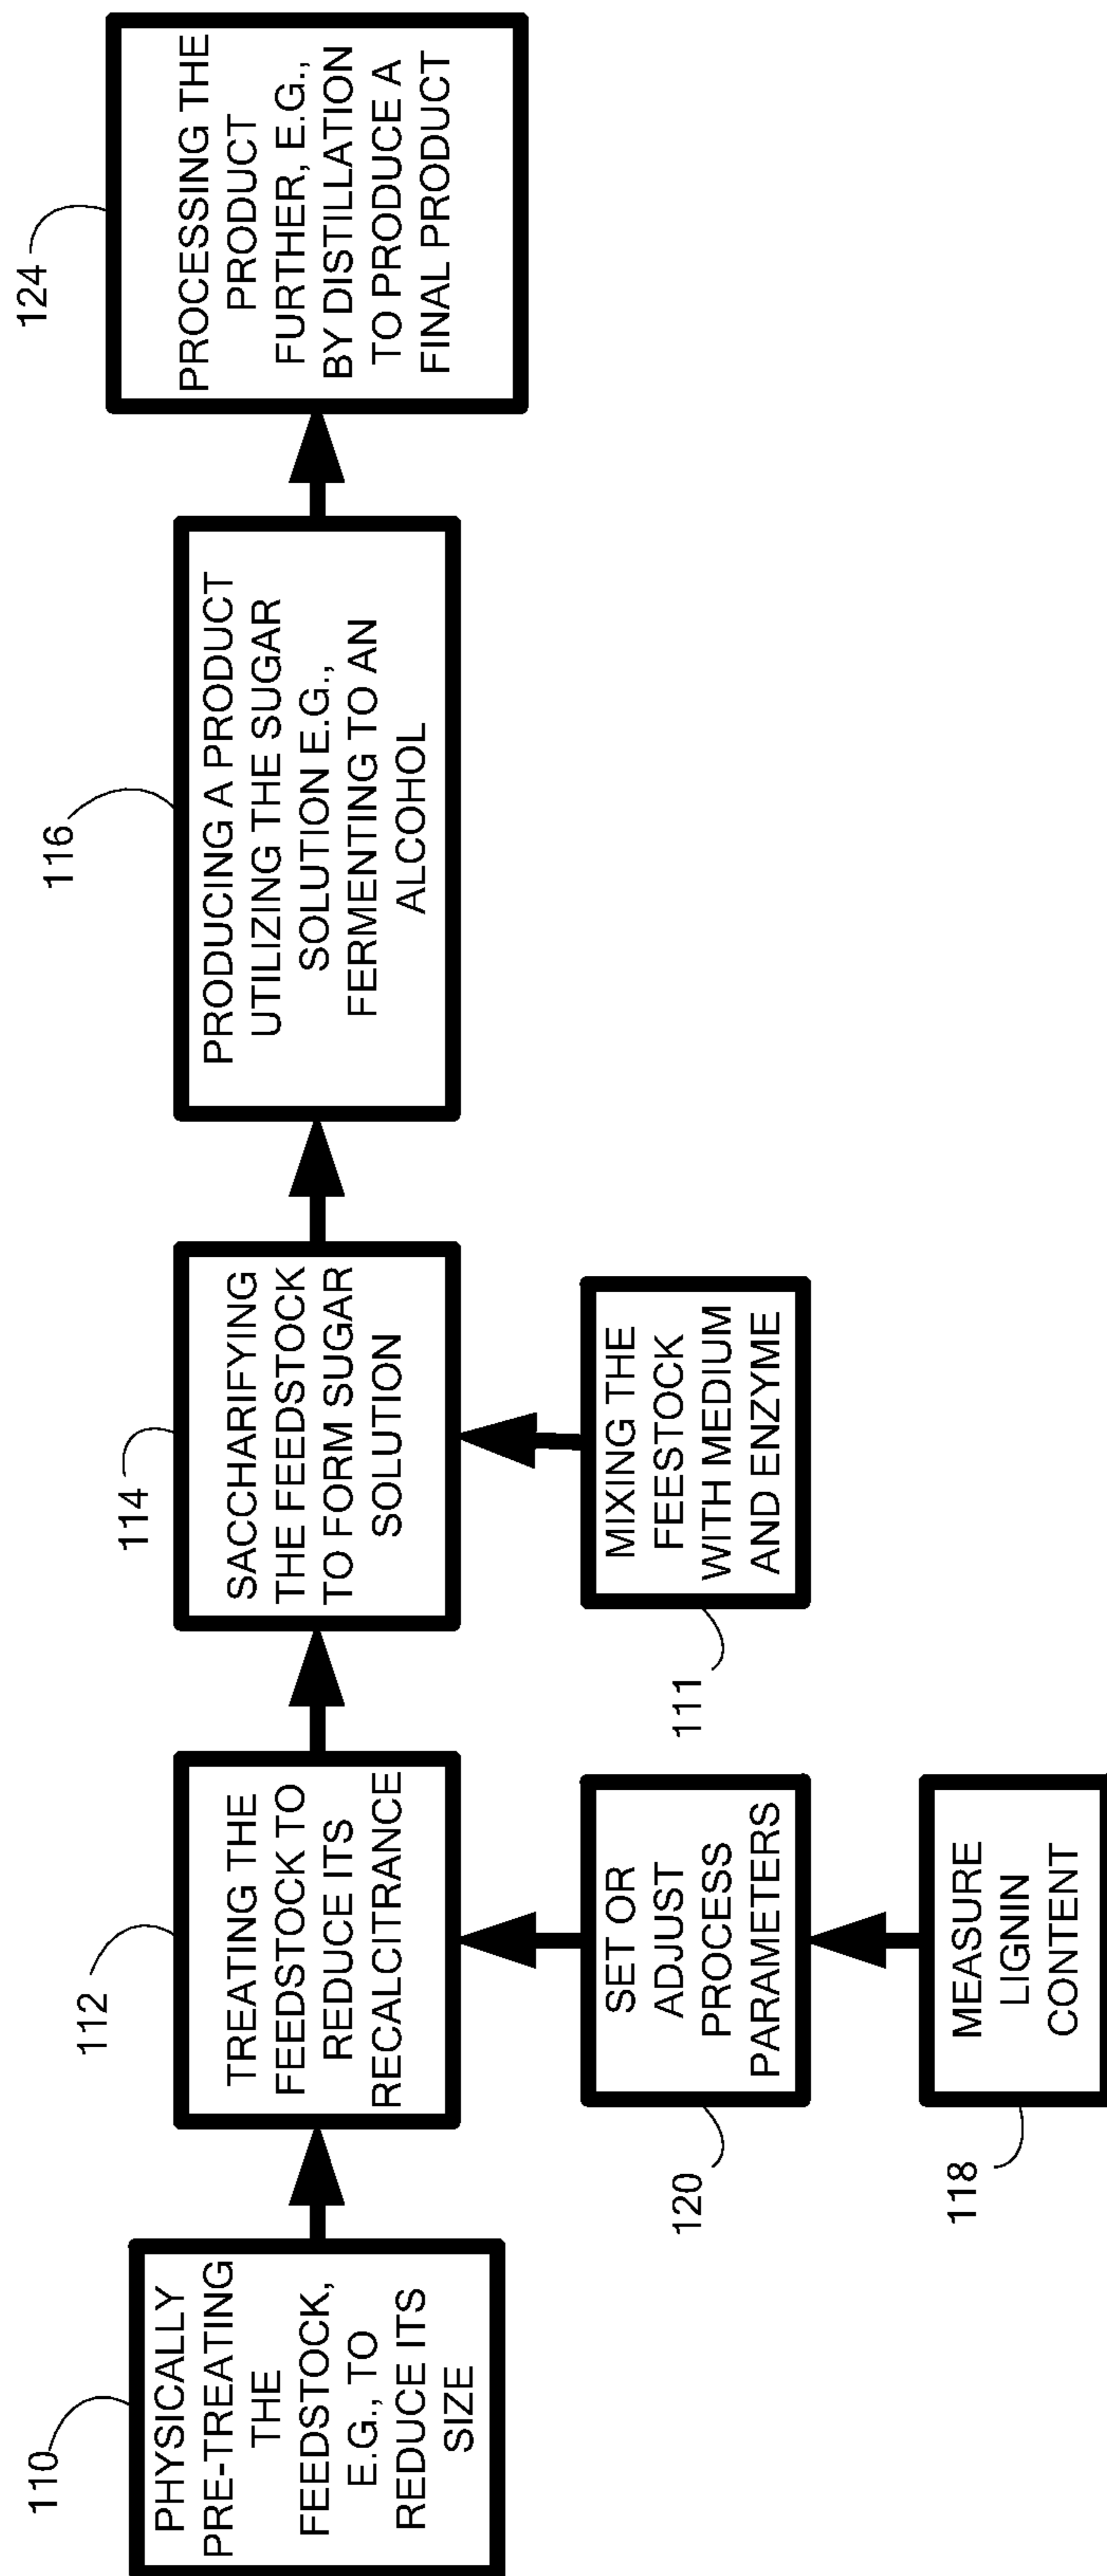 110
PHYSICALLY
PRE-TREATING
THE
FEEDSTOCK,
E.G., TO
REDUCE ITS
SIZE
112
TREATING THE
FEEDSTOCK TO
REDUCE ITS
RECALCITRANCE
114
SACCHARIFYING
THE FEEDSTOCK
TO FORM SUGAR
SOLUTION
116
PRODUCING A PRODUCT
UTILIZING THE SUGAR
SOLUTION E.G.,
FERMENTING TO AN
ALCOHOL
124
PROCESSING THE
PRODUCT
FURTHER, E.G.,
BY DISTILLATION
TO PRODUCE A
FINAL PRODUCT
120
SET OR
ADJUST
PROCESS
PARAMETERS
111
MIXING THE
FEESTOCK
WITH MEDIUM
AND ENZYME
118
MEASURE
LIGNIN
CONTENT